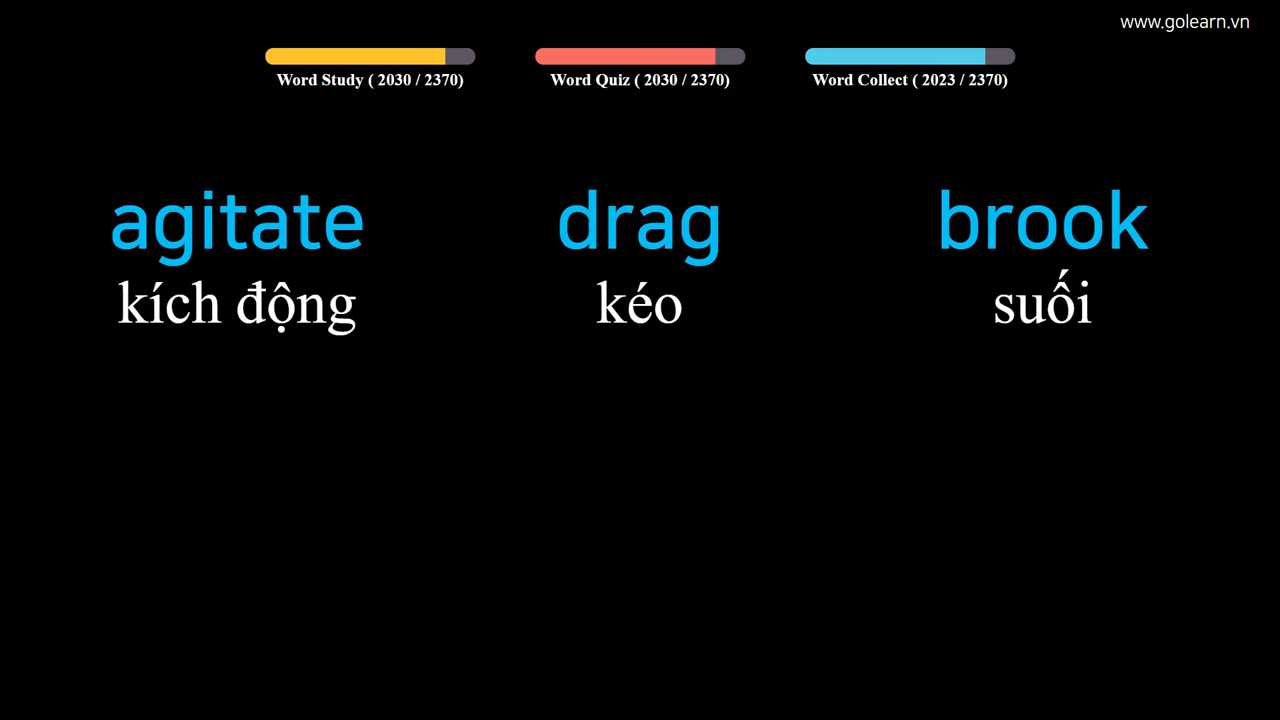 www.golearn.vn
Word Study ( 2030 / 2370)
Word Quiz ( 2030 / 2370)
Word Collect ( 2023 / 2370)
agitate
kích động
drag
kéo
brook
suối